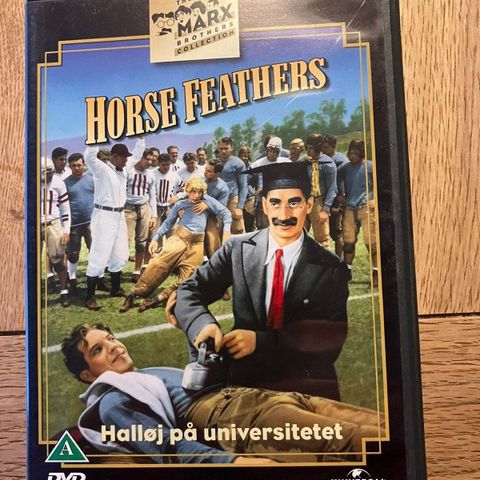 THE
MARX
BROTHERS
COLLECTION
HORSE FEATHERS
Halløj på universitetet
A
DVD
UNIVERSAL